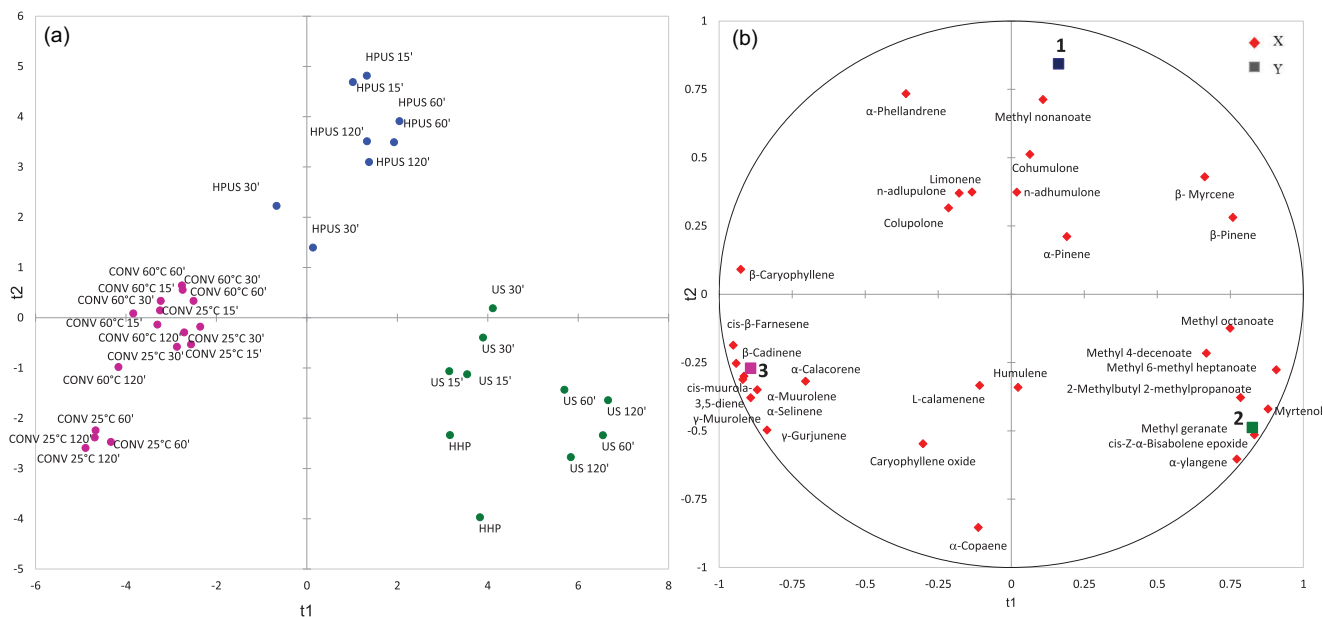 (a)
6
5
4
3
2
1
0
-1
-2
-3
-4
-5
t2
-6
-4
-2
0
2
4
6
8
t1
HPUS 15'
HPUS 15'
HPUS 60'
HPUS 60'
HPUS 120'
HPUS 120'
HPUS 30'
HPUS 30'
CONV 60°C 60'
CONV 60°C 30'
CONV 60°C 15'
CONV 60°C 60'
CONV 60°C 30'
CONV 25°C 15'
CONV 60°C 15'
CONV 60°C 120'
CONV 25°C 30'
CONV 25°C 30'
CONV 25°C 15'
CONV 60°C 120'
CONV 25°C 60'
CONV 25°C 120'
CONV 25°C 60'
CONV 25°C 120'
US 30'
US 30'
US 15'
US 15'
US 60'
US 120'
HHP
US 60'
US 120'
HHP
(b)
1
0.75
0.5
0.25
0
-0.25
-0.5
-0.75
-1
t2
-1
-0.75
-0.5
-0.25
0
0.25
0.5
0.75
1
t1
X
Y
1
α-Phellandrene
Methyl nonanoate
Cohumulone
Limonene
n-adlupulone
n-adhumulone
β- Myrcene
Colupolone
β-Pinene
α-Pinene
β-Caryophyllene
cis-β-Farnesene
Methyl octanoate
β-Cadinene
Methyl 4-decenoate
3
α-Calacorene
Humulene
Methyl 6-methyl heptanoate
cis-muurola-
3,5-diene
α-Muurolene
L-calamenene
2-Methylbutyl 2-methylpropanoate
α-Selinene
Myrtenol
γ-Muurolene
2
Methyl geranate
γ-Gurjunene
cis-Z-α-Bisabolene epoxide
Caryophyllene oxide
α-ylangene
α-Copaene